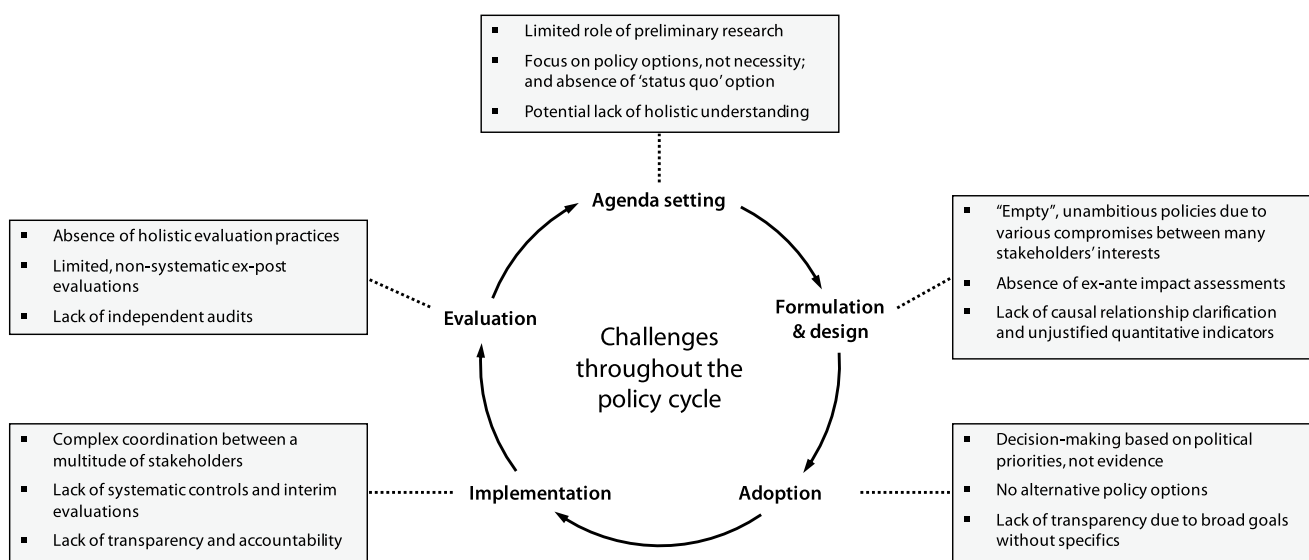 ▪ Limited role of preliminary research
▪ Focus on policy options, not necessity;
and absence of ‘status quo’ option
▪ Potential lack of holistic understanding
Agenda setting
▪ “Empty”, unambitious policies due to
various compromises between many
stakeholders’ interests
▪ Absence of ex-ante impact assessments
▪ Lack of causal relationship clarification
and unjustified quantitative indicators
Formulation
& design
▪ Decision-making based on political
priorities, not evidence
▪ No alternative policy options
▪ Lack of transparency due to broad goals
without specifics
Adoption
▪ Complex coordination between a
multitude of stakeholders
▪ Lack of systematic controls and interim
evaluations
▪ Lack of transparency and accountability
Implementation
▪ Absence of holistic evaluation practices
▪ Limited, non-systematic ex-post
evaluations
▪ Lack of independent audits
Evaluation
Challenges
throughout the
policy cycle